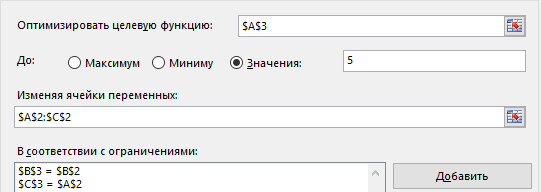 Оптимизировать целевую функцию: $A$3
До: Максимум Миниму Значения: 5
Изменяя ячейки переменных:
$A$2:$C$2
В соответствии с ограничениями:
$B$3 = $B$2
$C$3 = $A$2
Добавить